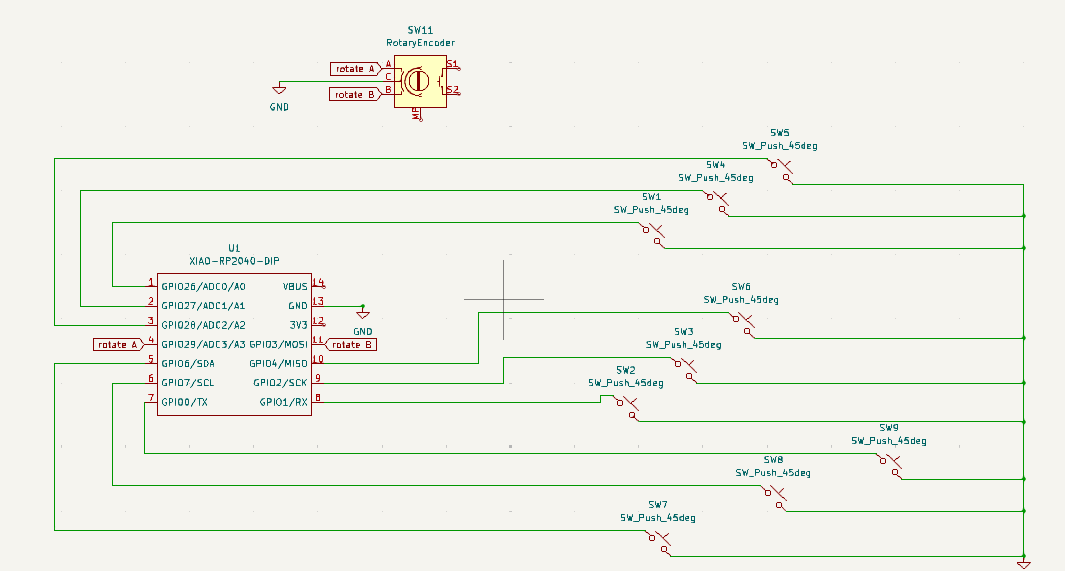 SW11
RotaryEncoder
rotate A
A
S1
C
rotate B
B
S2
MP
GND
SW5
SW_Push_45deg
SW4
SW_Push_45deg
SW1
SW_Push_45deg
U1
XIAO-RP2040-DIP
1 GPIO26/ADC0/A0 VBUS 14
2 GPIO27/ADC1/A1 GND 13
3 GPIO28/ADC2/A2 3V3 12
rotate A 4 GPIO29/ADC3/A3 GPIO3/MOSI 11 rotate B
5 GPIO6/SDA GPIO4/MISO 10
6 GPIO7/SCL GPIO2/SCK 9
7 GPIO0/TX GPIO1/RX 8
GND
SW6
SW_Push_45deg
SW3
SW_Push_45deg
SW2
SW_Push_45deg
SW9
SW_Push_45deg
SW8
SW_Push_45deg
SW7
SW_Push_45deg